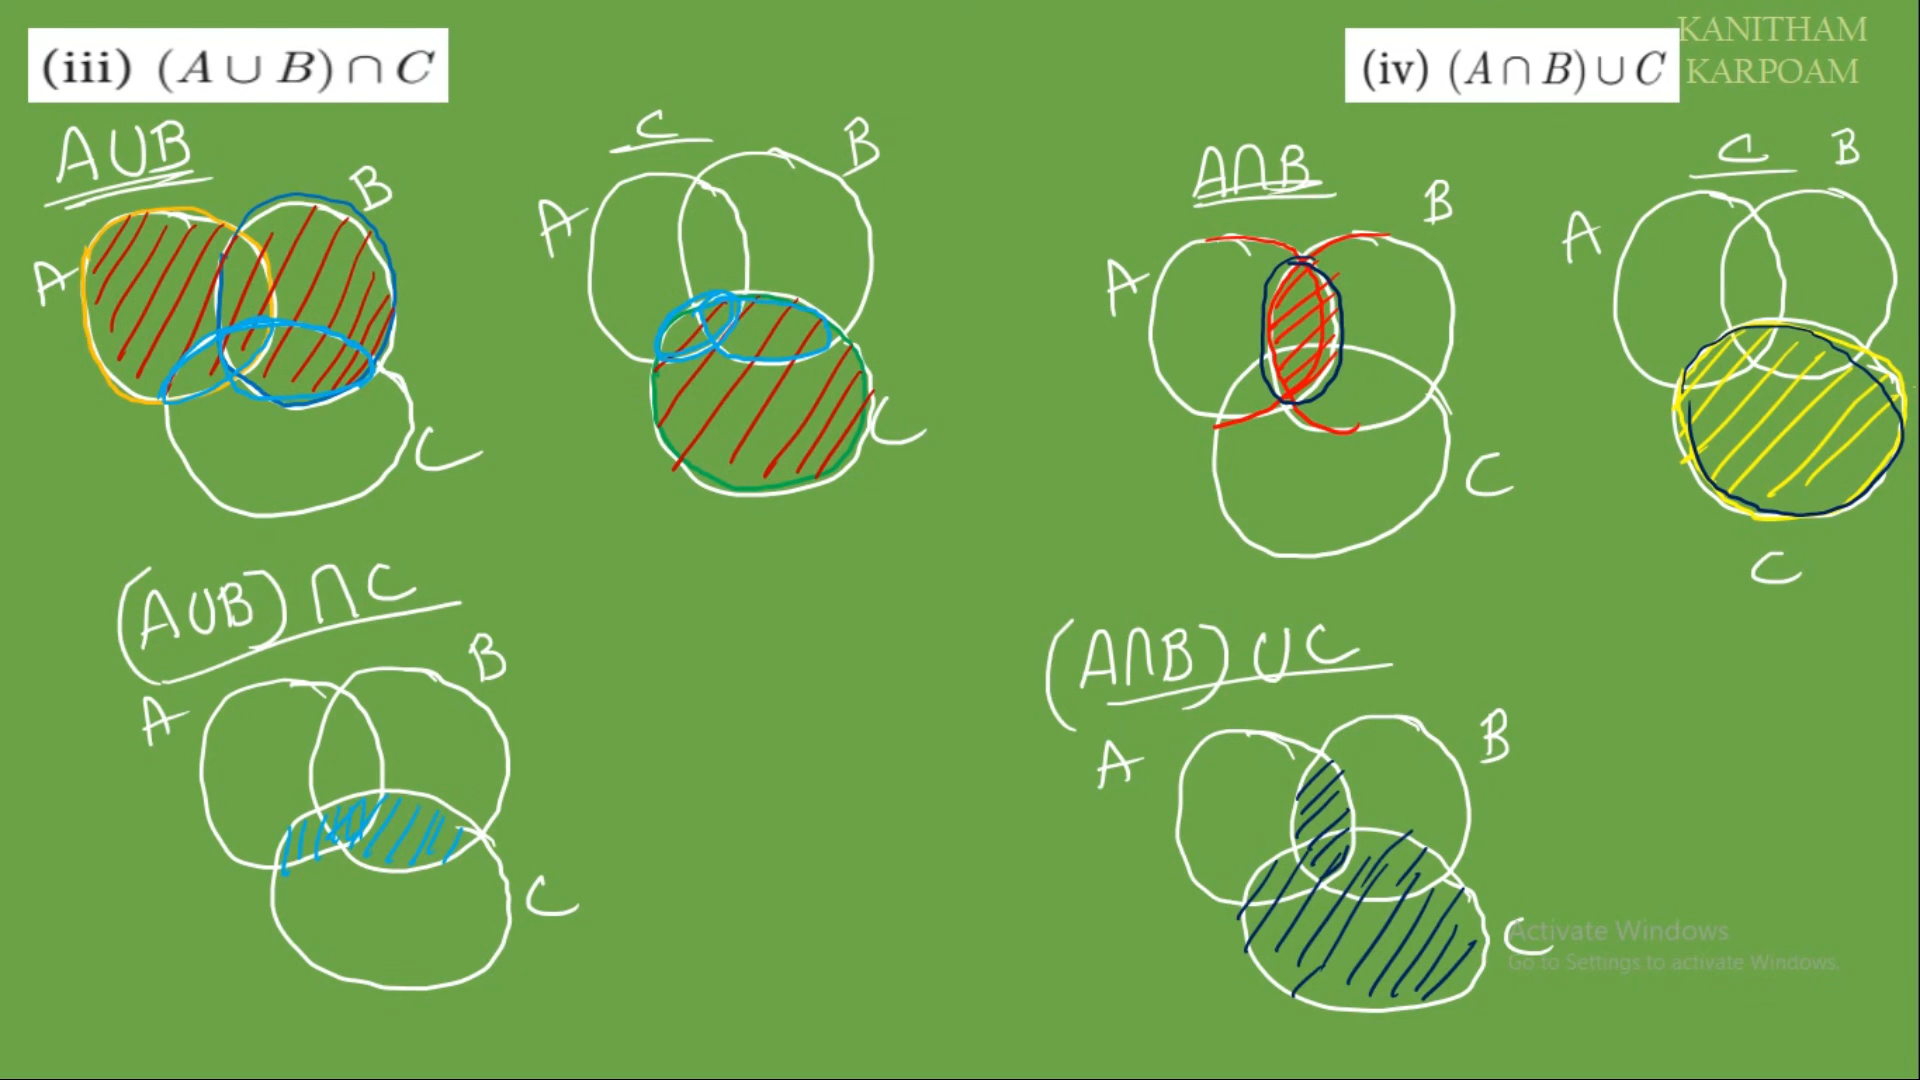 (iii) (A ∪ B) ∩ C
(iv) (A ∩ B) ∪ C
KANITHAM
KARPOAM
A∪B
B
A
C
C
B
A
C
A∩B
B
A
C
C
B
A
C
(A∪B)∩C
B
A
C
(A∩B)∪C
B
A
C
Activate Windows
Go to Settings to activate Windows.